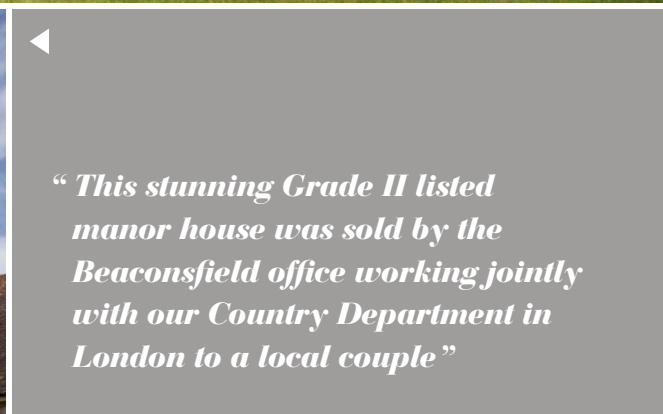 “ This stunning Grade II listed
manor house was sold by the
Beaconsfield office working jointly
with our Country Department in
London to a local couple ”